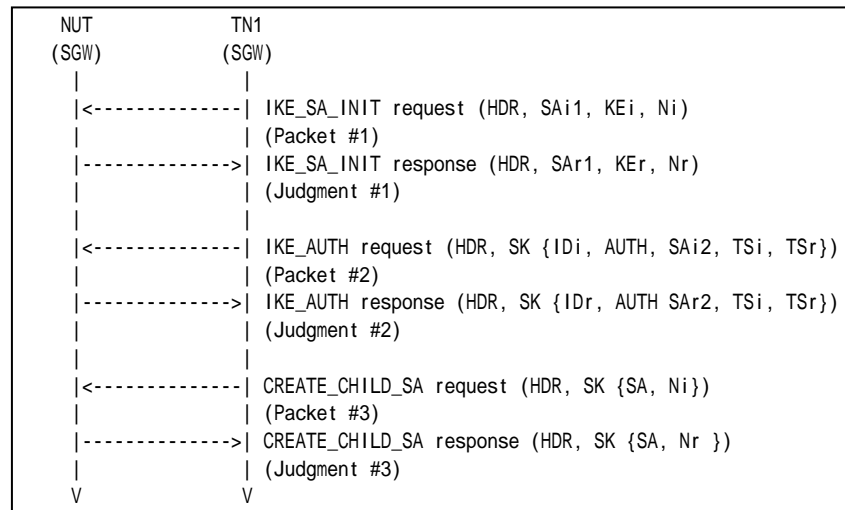 NUT TN1
(SGW) (SGW)
| |
|<--------------| IKE_SA_INIT request (HDR, SAi1, KEi, Ni)
| | (Packet #1)
|-------------->| IKE_SA_INIT response (HDR, SAr1, KEr, Nr)
| | (Judgment #1)
| |
|<--------------| IKE_AUTH request (HDR, SK {IDi, AUTH, SAi2, TSi, TSr})
| | (Packet #2)
|-------------->| IKE_AUTH response (HDR, SK {IDr, AUTH SAr2, TSi, TSr})
| | (Judgment #2)
| |
|<--------------| CREATE_CHILD_SA request (HDR, SK {SA, Ni})
| | (Packet #3)
|-------------->| CREATE_CHILD_SA response (HDR, SK {SA, Nr })
| | (Judgment #3)
V V